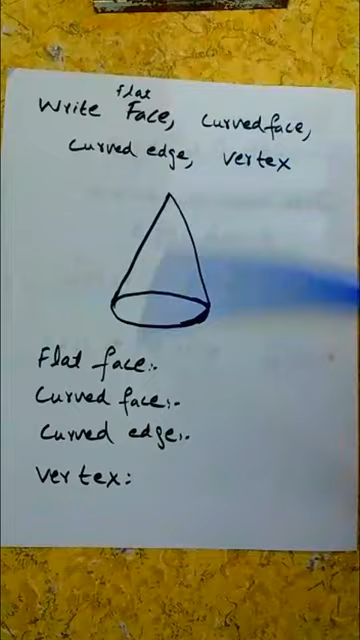 Write Flat Face, Curved face,
Curved edge, vertex
Flat face:-
Curved face:-
Curved edge:-
vertex: